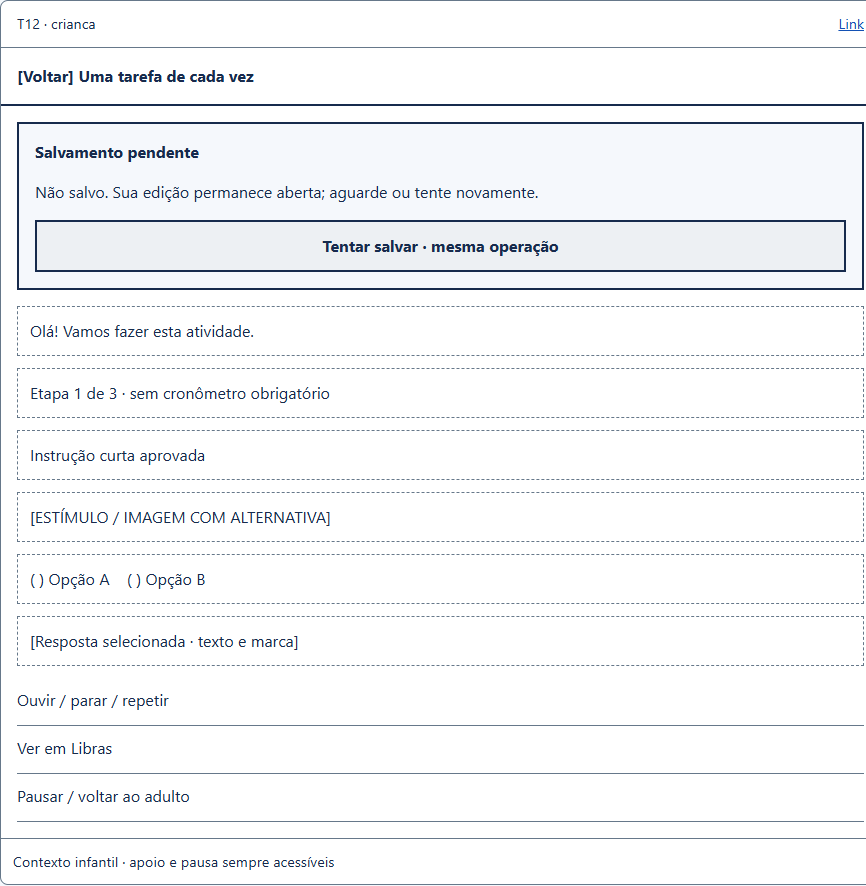 T12 · crianca
Link
[Voltar] Uma tarefa de cada vez
Salvamento pendente
Não salvo. Sua edição permanece aberta; aguarde ou tente novamente.
Tentar salvar · mesma operação
Olá! Vamos fazer esta atividade.
Etapa 1 de 3 · sem cronômetro obrigatório
Instrução curta aprovada
[ESTÍMULO / IMAGEM COM ALTERNATIVA]
( ) Opção A ( ) Opção B
[Resposta selecionada · texto e marca]
Ouvir / parar / repetir
Ver em Libras
Pausar / voltar ao adulto
Contexto infantil · apoio e pausa sempre acessíveis